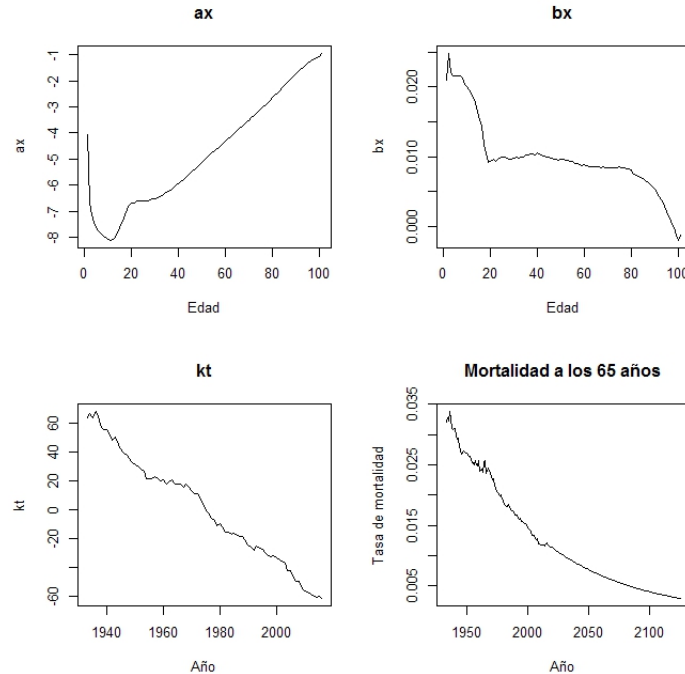 ax
ax
-1
-2
-3
-4
-5
-6
-7
-8
0 20 40 60 80 100
Edad
bx
bx
0.020
0.010
0.000
0 20 40 60 80 100
Edad
kt
kt
60
40
20
0
-20
-60
1940 1960 1980 2000
Año
Mortalidad a los 65 años
Tasa de mortalidad
0.035
0.025
0.015
0.005
1950 2000 2050 2100
Año